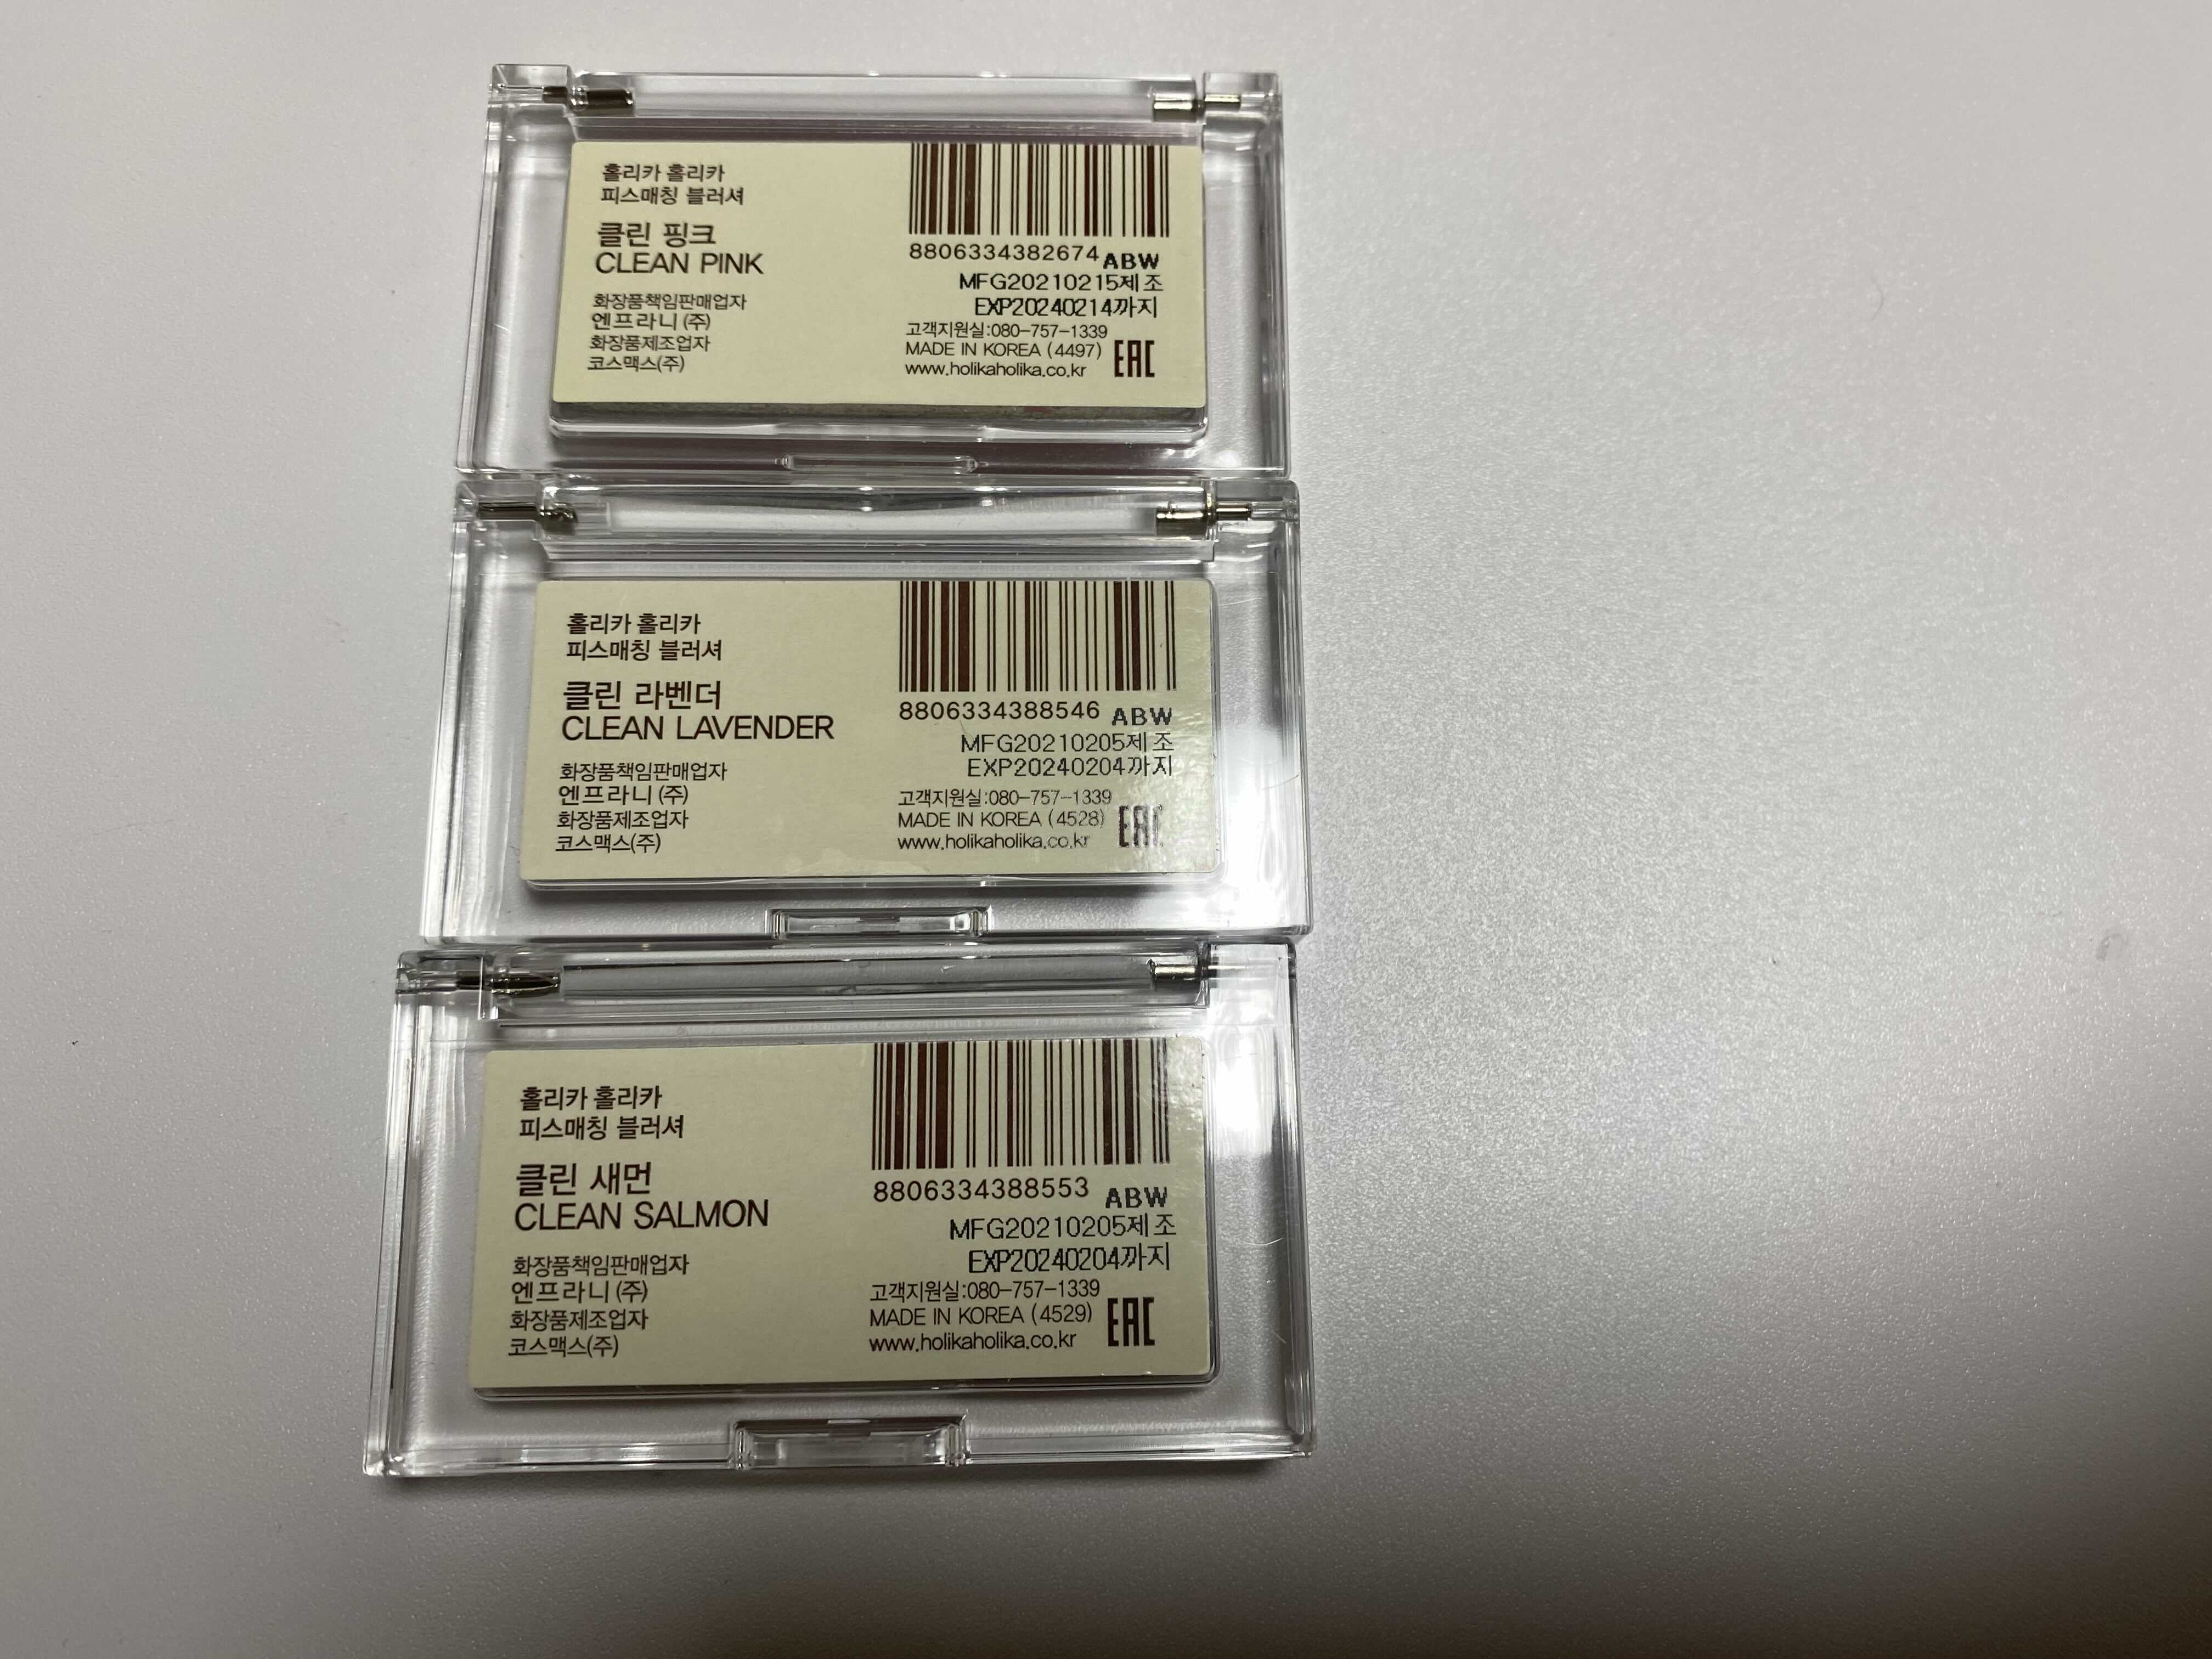 홀리카 홀리카
피스매칭 블러셔
클린 핑크
CLEAN PINK
화장품책임판매업자
엔프라니 (주)
화장품제조업자
코스맥스(주)
8806334382674 ABW
MFG20210215제조
EXP20240214까지
고객지원실:080-757-1339
MADE IN KOREA (4497)
www.holikaholika.co.kr
EAC
홀리카 홀리카
피스매칭 블러셔
클린 라벤더
CLEAN LAVENDER
화장품책임판매업자
엔프라니 (주)
화장품제조업자
코스맥스(주)
8806334388546 ABW
MFG20210205제조
EXP20240204까지
고객지원실:080-757-1339
MADE IN KOREA (4528)
www.holikaholika.co.kr
EAC
홀리카 홀리카
피스매칭 블러셔
클린 새먼
CLEAN SALMON
화장품책임판매업자
엔프라니 (주)
화장품제조업자
코스맥스(주)
8806334388553 ABW
MFG20210205제조
EXP20240204까지
고객지원실:080-757-1339
MADE IN KOREA (4529)
www.holikaholika.co.kr
EAC